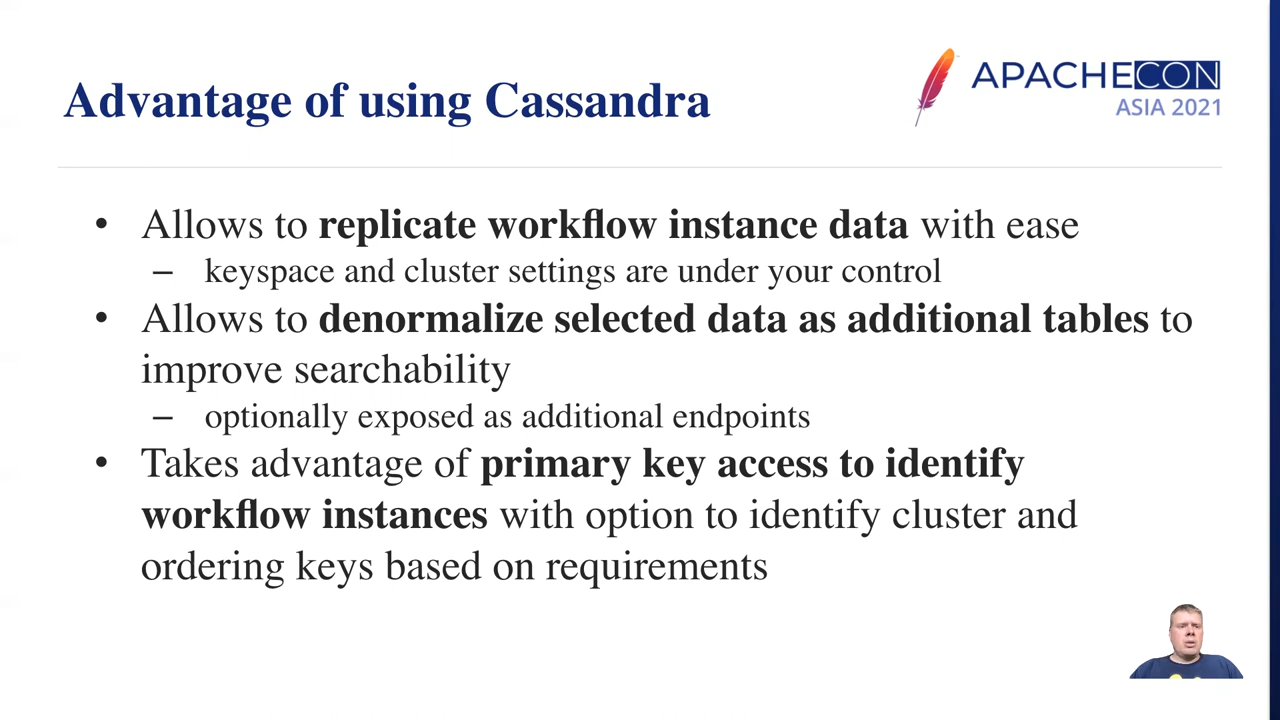 Advantage of using Cassandra
APACHECON
ASIA 2021
• Allows to replicate workflow instance data with ease
– keyspace and cluster settings are under your control
• Allows to denormalize selected data as additional tables to
improve searchability
– optionally exposed as additional endpoints
• Takes advantage of primary key access to identify
workflow instances with option to identify cluster and
ordering keys based on requirements